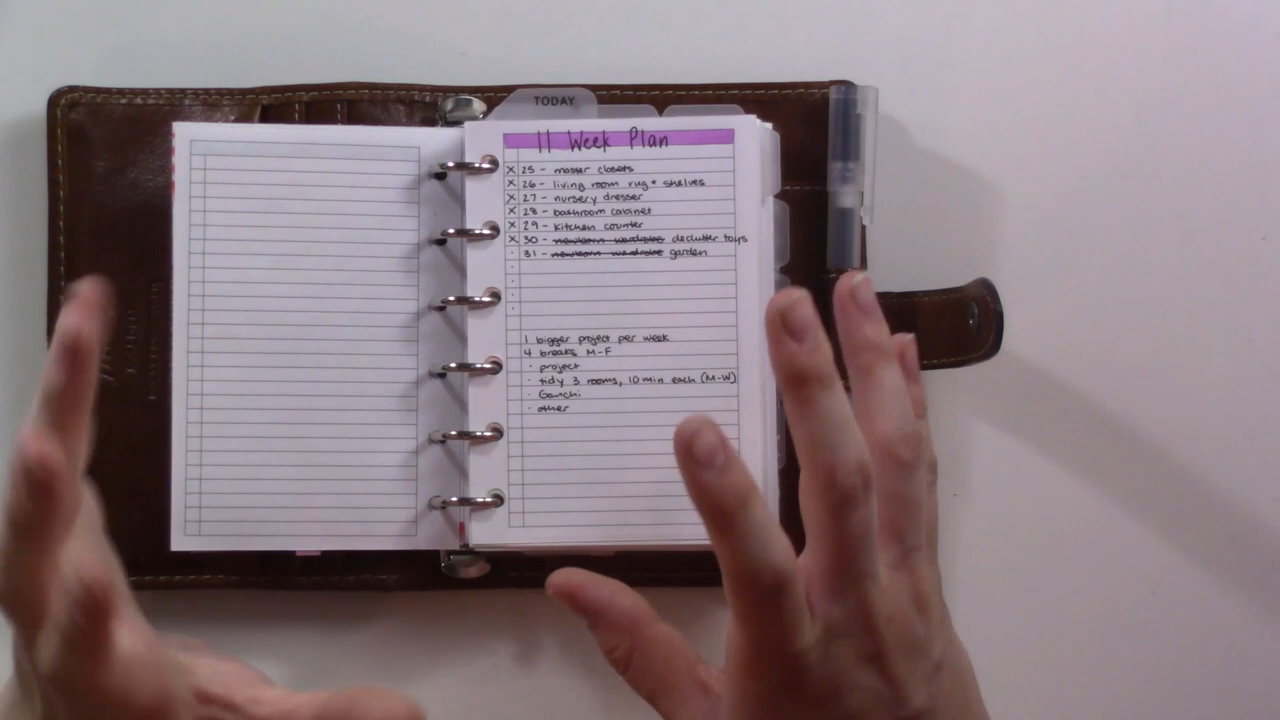 TODAY
11 Week Plan
X 25 - master closets
X 26 - living room rug + shelves
X 27 - nursery dresser
X 28 - bathroom cabinet
X 29 - kitchen counter
X 30 - newborn wardrobe declutter toys
· 31 - newborn wardrobe garden
1 bigger project per week
4 breaks M-F
· project
· tidy 3 rooms, 10 min each (M-W)
· other